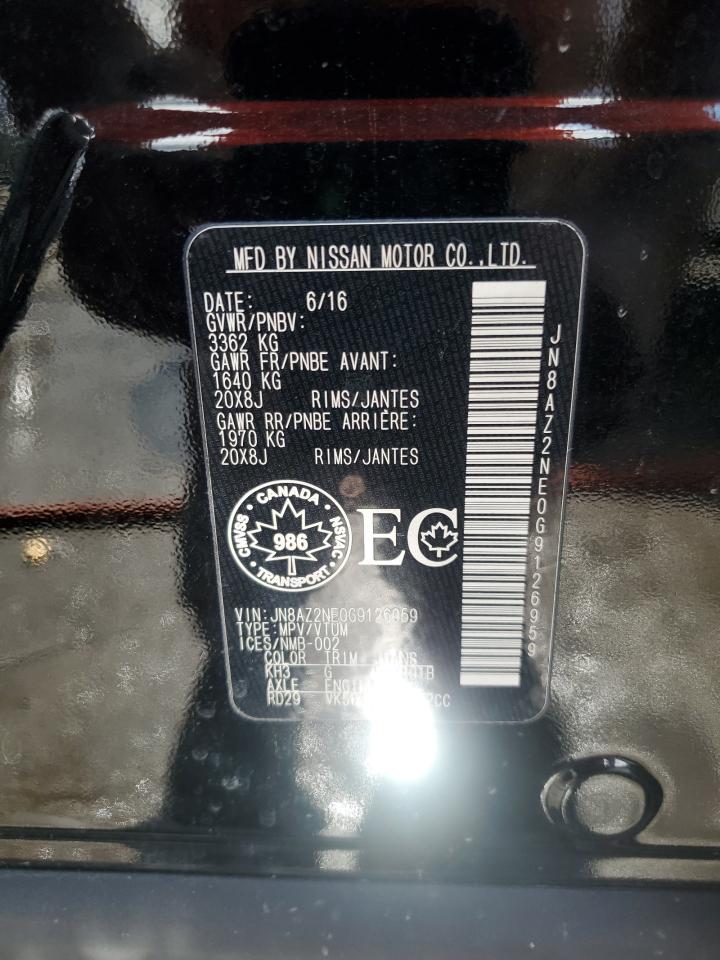 MFD BY NISSAN MOTOR CO.,LTD.
DATE: 6/16
GVWR/PNBV:
3362 KG
GAWR FR/PNBE AVANT:
1640 KG
20X8J RIMS/JANTES
GAWR RR/PNBE ARRIÈRE:
1970 KG
20X8J RIMS/JANTES
CANADA
CMVSS · NSVAC
986
TRANSPORT
EC
VIN:JN8AZ2NE0G9126959
TYPE:MPV/VTUM
ICES/NMB-002
COLOR TRIM
KH3 G
AXLE
RD29
JN8AZ2NE0G9126959